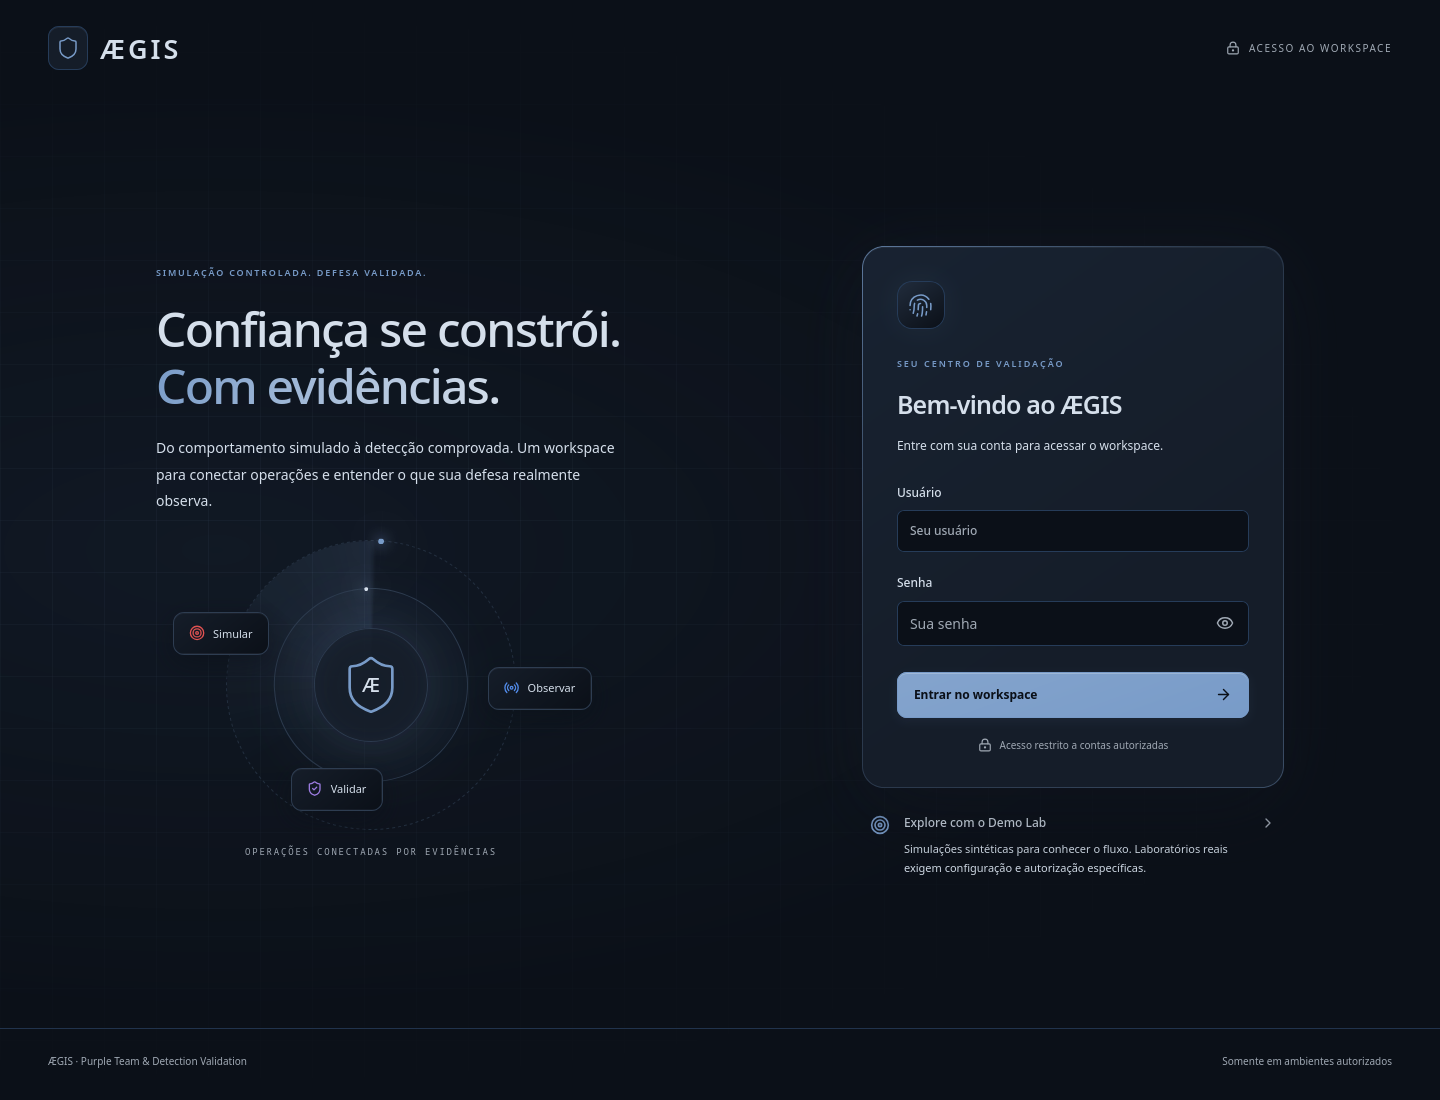 ÆGIS
ACESSO AO WORKSPACE
SIMULAÇÃO CONTROLADA. DEFESA VALIDADA.
Confiança se constrói.
Com evidências.
Do comportamento simulado à detecção comprovada. Um workspace
para conectar operações e entender o que sua defesa realmente
observa.
Simular
Æ
Observar
Validar
OPERAÇÕES CONECTADAS POR EVIDÊNCIAS
SEU CENTRO DE VALIDAÇÃO
Bem-vindo ao ÆGIS
Entre com sua conta para acessar o workspace.
Usuário
Seu usuário
Senha
Sua senha
Entrar no workspace
Acesso restrito a contas autorizadas
Explore com o Demo Lab
Simulações sintéticas para conhecer o fluxo. Laboratórios reais
exigem configuração e autorização específicas.
ÆGIS · Purple Team & Detection Validation
Somente em ambientes autorizados